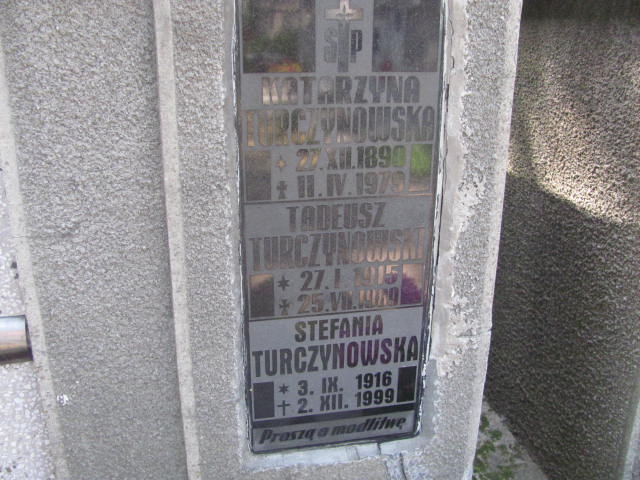 ŚP
KATARZYNA
TURCZYNOWSKA
* 27.XII.1890
✝ 11.IV.1979
TADEUSZ
TURCZYNOWSKI
* 27.I.1915
✝ 25.VII.
STEFANIA
TURCZYNOWSKA
* 3.IX.1916
✝ 2.XII.1999
Proszą o modlitwę